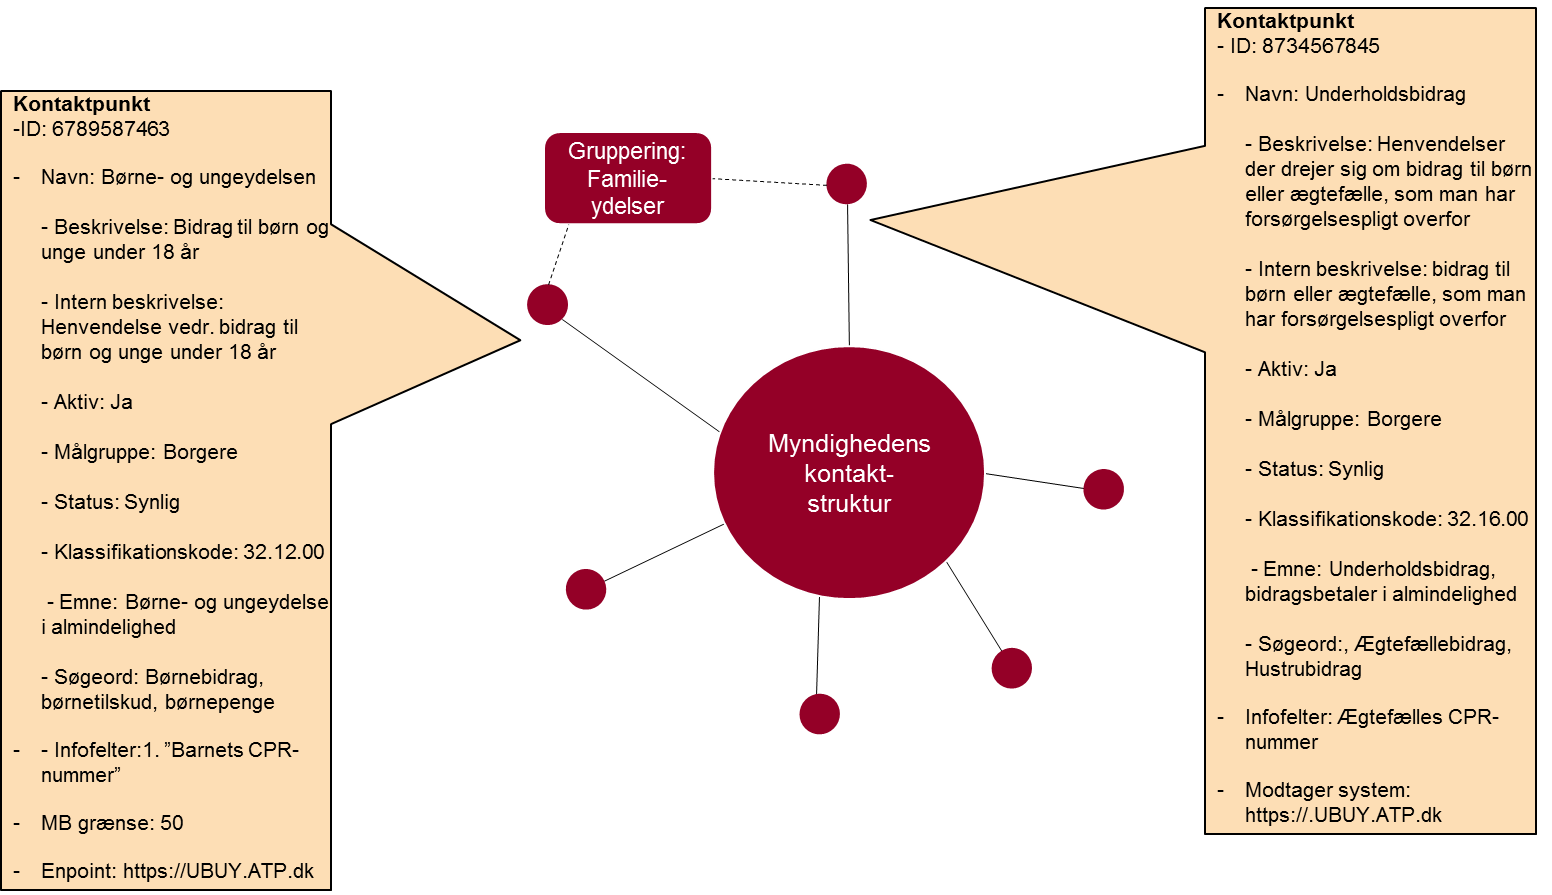 Kontaktpunkt
-ID: 6789587463
- Navn: Børne- og ungeydelsen
- Beskrivelse: Bidrag til børn og
unge under 18 år
- Intern beskrivelse:
Henvendelse vedr. bidrag til
børn og unge under 18 år
- Aktiv: Ja
- Målgruppe: Borgere
- Status: Synlig
- Klassifikationskode: 32.12.00
- Emne: Børne- og ungeydelse
i almindelighed
- Søgeord: Børnebidrag,
børnetilskud, børnepenge
- - Infofelter:1. ”Barnets CPR-
nummer”
- MB grænse: 50
- Enpoint: https://UBUY.ATP.dk
Gruppering:
Familie-
ydelser
Myndighedens
kontakt-
struktur
Kontaktpunkt
- ID: 8734567845
- Navn: Underholdsbidrag
- Beskrivelse: Henvendelser
der drejer sig om bidrag til børn
eller ægtefælle, som man har
forsørgelsespligt overfor
- Intern beskrivelse: bidrag til
børn eller ægtefælle, som man
har forsørgelsespligt overfor
- Aktiv: Ja
- Målgruppe: Borgere
- Status: Synlig
- Klassifikationskode: 32.16.00
- Emne: Underholdsbidrag,
bidragsbetaler i almindelighed
- Søgeord:, Ægtefællebidrag,
Hustrubidrag
- Infofelter: Ægtefælles CPR-
nummer
- Modtager system:
https://.UBUY.ATP.dk